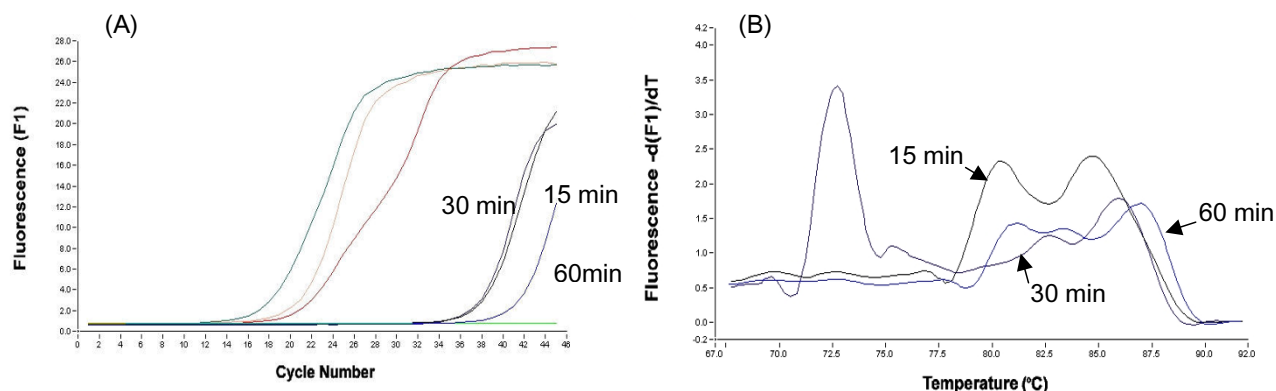 (A)
Fluorescence (F1)
28.0
26.0
24.0
22.0
20.0
18.0
16.0
14.0
12.0
10.0
8.0
6.0
4.0
2.0
0.0
30 min
15 min
60min
0 2 4 6 8 10 12 14 16 18 20 22 24 26 28 30 32 34 36 38 40 42 44 46
Cycle Number
(B)
Fluorescence -d(F1)/dT
4.2
4.0
3.5
3.0
2.5
2.0
1.5
1.0
0.5
0.0
-0.2
15 min
60 min
30 min
67.0 70.0 72.5 75.0 77.5 80.0 82.5 85.0 87.5 90.0 92.0
Temperature (ºC)